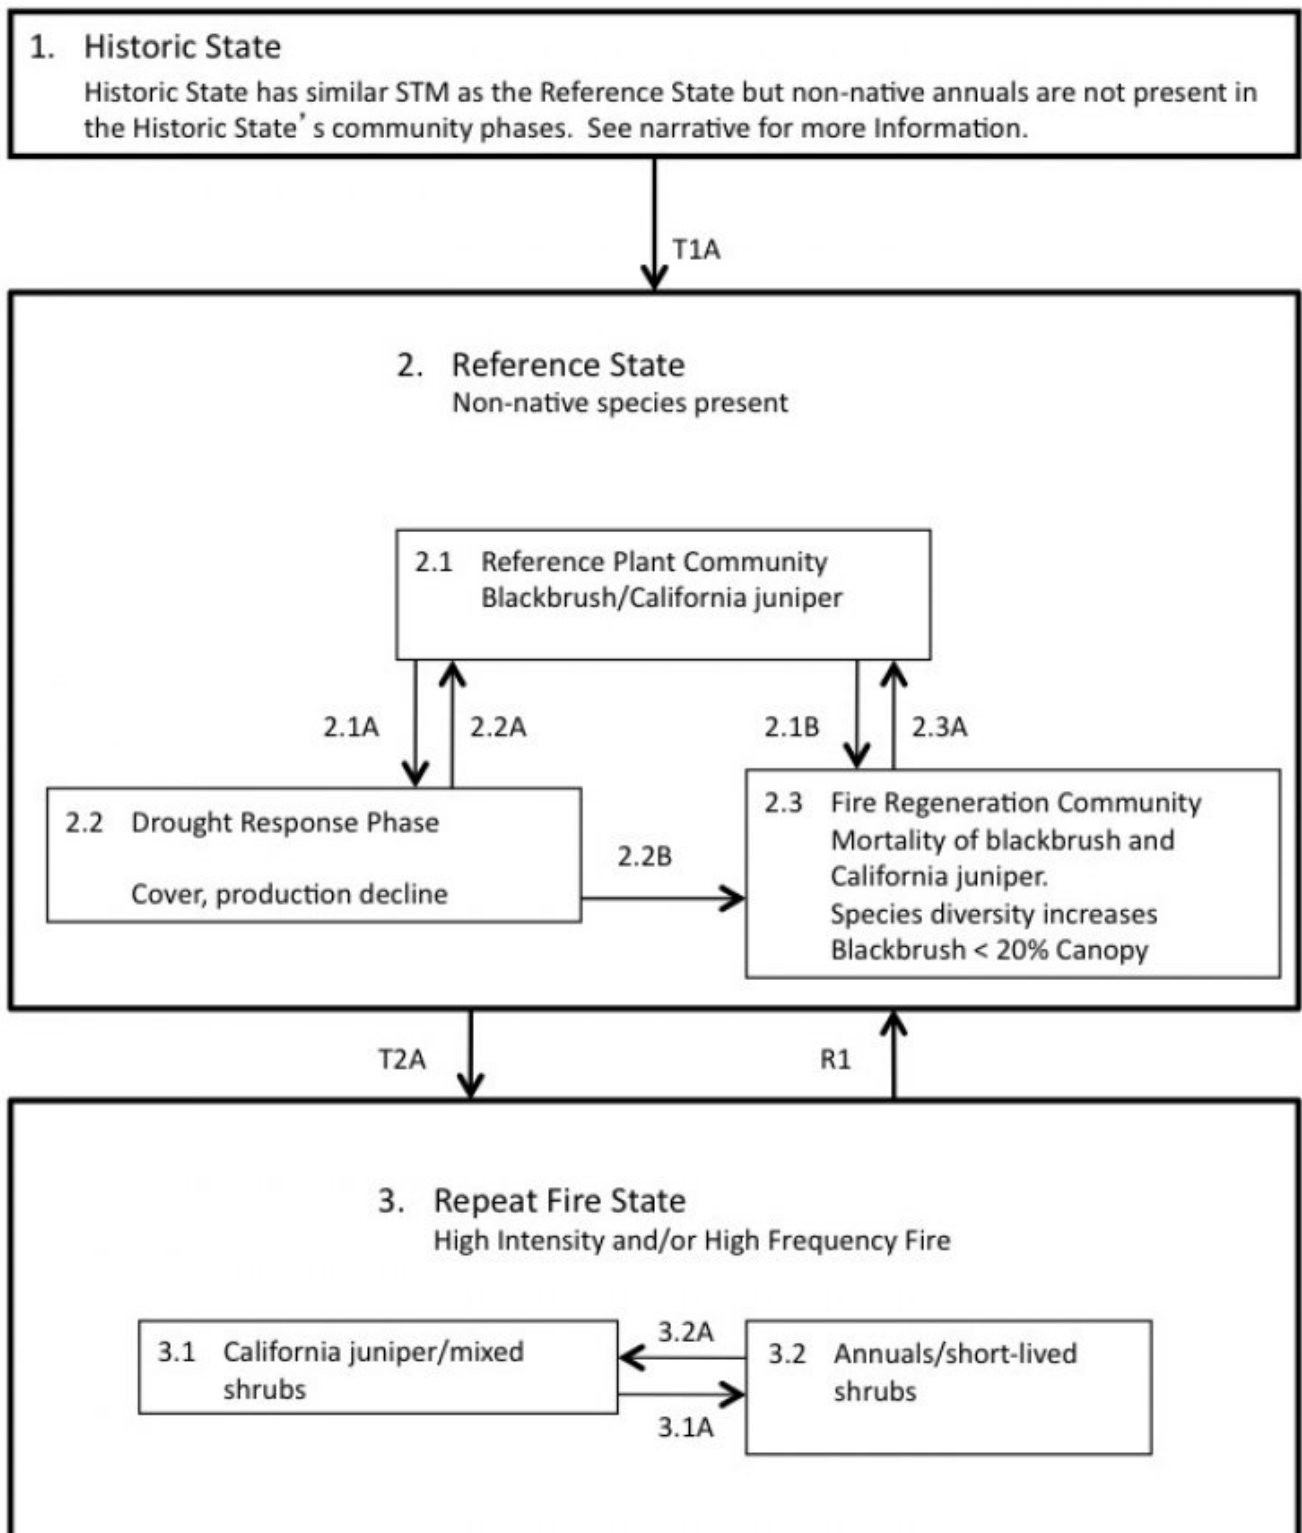 1. Historic State
Historic State has similar STM as the Reference State but non-native annuals are not present in
the Historic State's community phases. See narrative for more Information.
T1A
2. Reference State
Non-native species present
2.1 Reference Plant Community
Blackbrush/California juniper
2.1A
2.2A
2.1B
2.3A
2.2 Drought Response Phase
Cover, production decline
2.2B
2.3 Fire Regeneration Community
Mortality of blackbrush and
California juniper.
Species diversity increases
Blackbrush < 20% Canopy
T2A
R1
3. Repeat Fire State
High Intensity and/or High Frequency Fire
3.1 California juniper/mixed
shrubs
3.2A
3.1A
3.2 Annuals/short-lived
shrubs